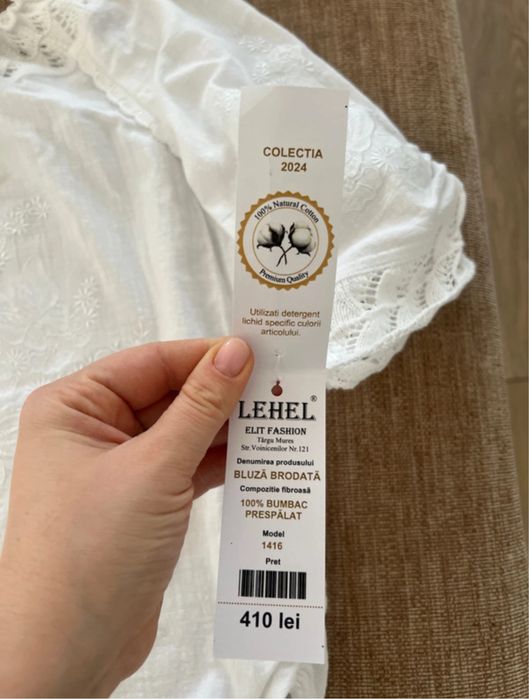 COLECTIA
2024
100% Natural Cotton
Premium Quality
Utilizati detergent
lichid specific culorii
articolului.
LEHEL®
ELIT FASHION
Târgu Mures
Str.Voinicenilor Nr.121
Denumirea produsului
BLUZĂ BRODATĂ
Compozitie fibroasă
100% BUMBAC
PRESPĂLAT
Model
1416
Pret
410 lei